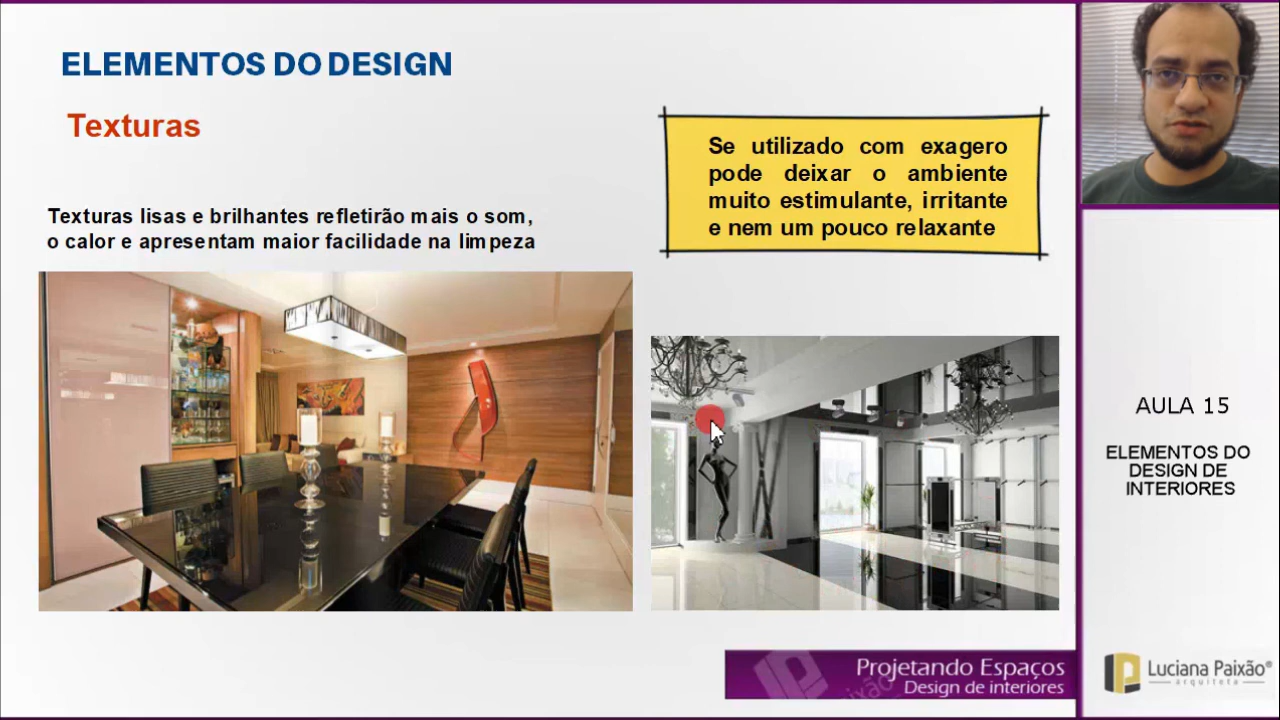 ELEMENTOS DO DESIGN
Texturas
Se utilizado com exagero
pode deixar o ambiente
muito estimulante, irritante
e nem um pouco relaxante
Texturas lisas e brilhantes refletirão mais o som,
o calor e apresentam maior facilidade na limpeza
AULA 15
ELEMENTOS DO
DESIGN DE
INTERIORES
Projetando Espaços
Design de interiores
Luciana Paixão®
arquiteta